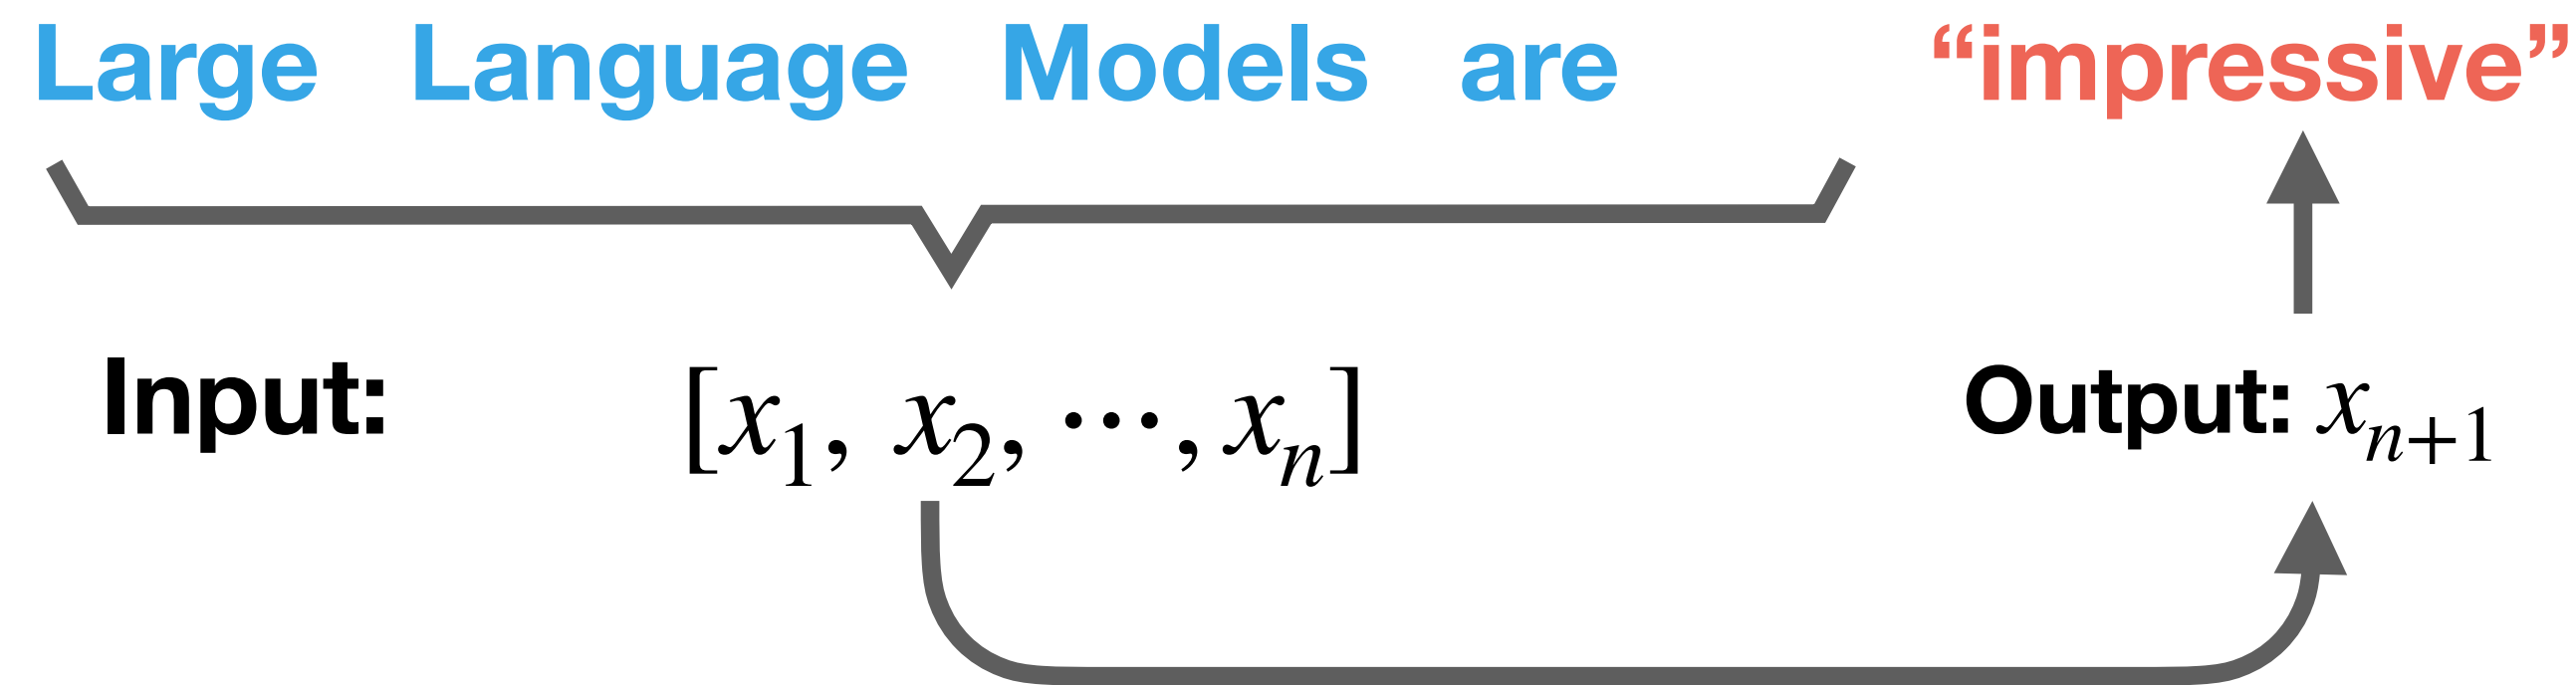 Large Language Models are “impressive”
Input: [x₁, x₂, ⋯, xₙ] Output: xₙ₊₁